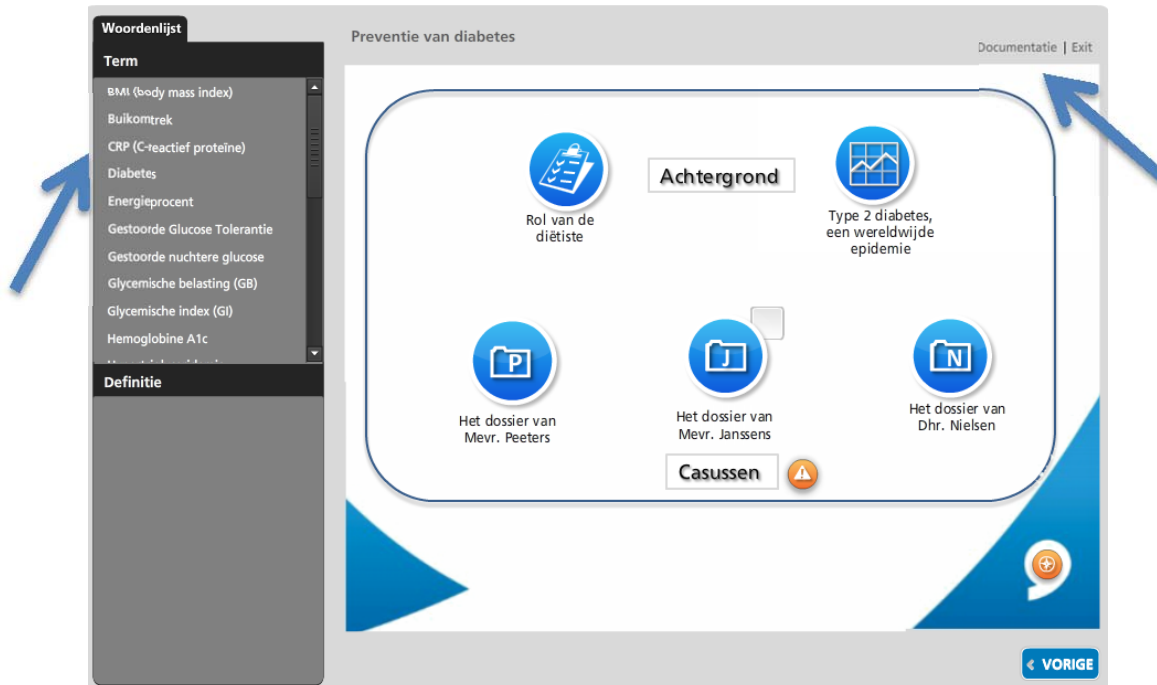 Woordenlijst
Term
BMI (body mass index)
Buikomtrek
CRP (C-reactief proteïne)
Diabetes
Energieprocent
Gestoorde Glucose Tolerantie
Gestoorde nuchtere glucose
Glycemische belasting (GB)
Glycemische index (GI)
Hemoglobine A1c
Definitie
Preventie van diabetes
Documentatie | Exit
Rol van de
diëtiste
Achtergrond
Type 2 diabetes,
een wereldwijde
epidemie
P
Het dossier van
Mevr. Peeters
J
Het dossier van
Mevr. Janssens
N
Het dossier van
Dhr. Nielsen
Casussen
VORIGE